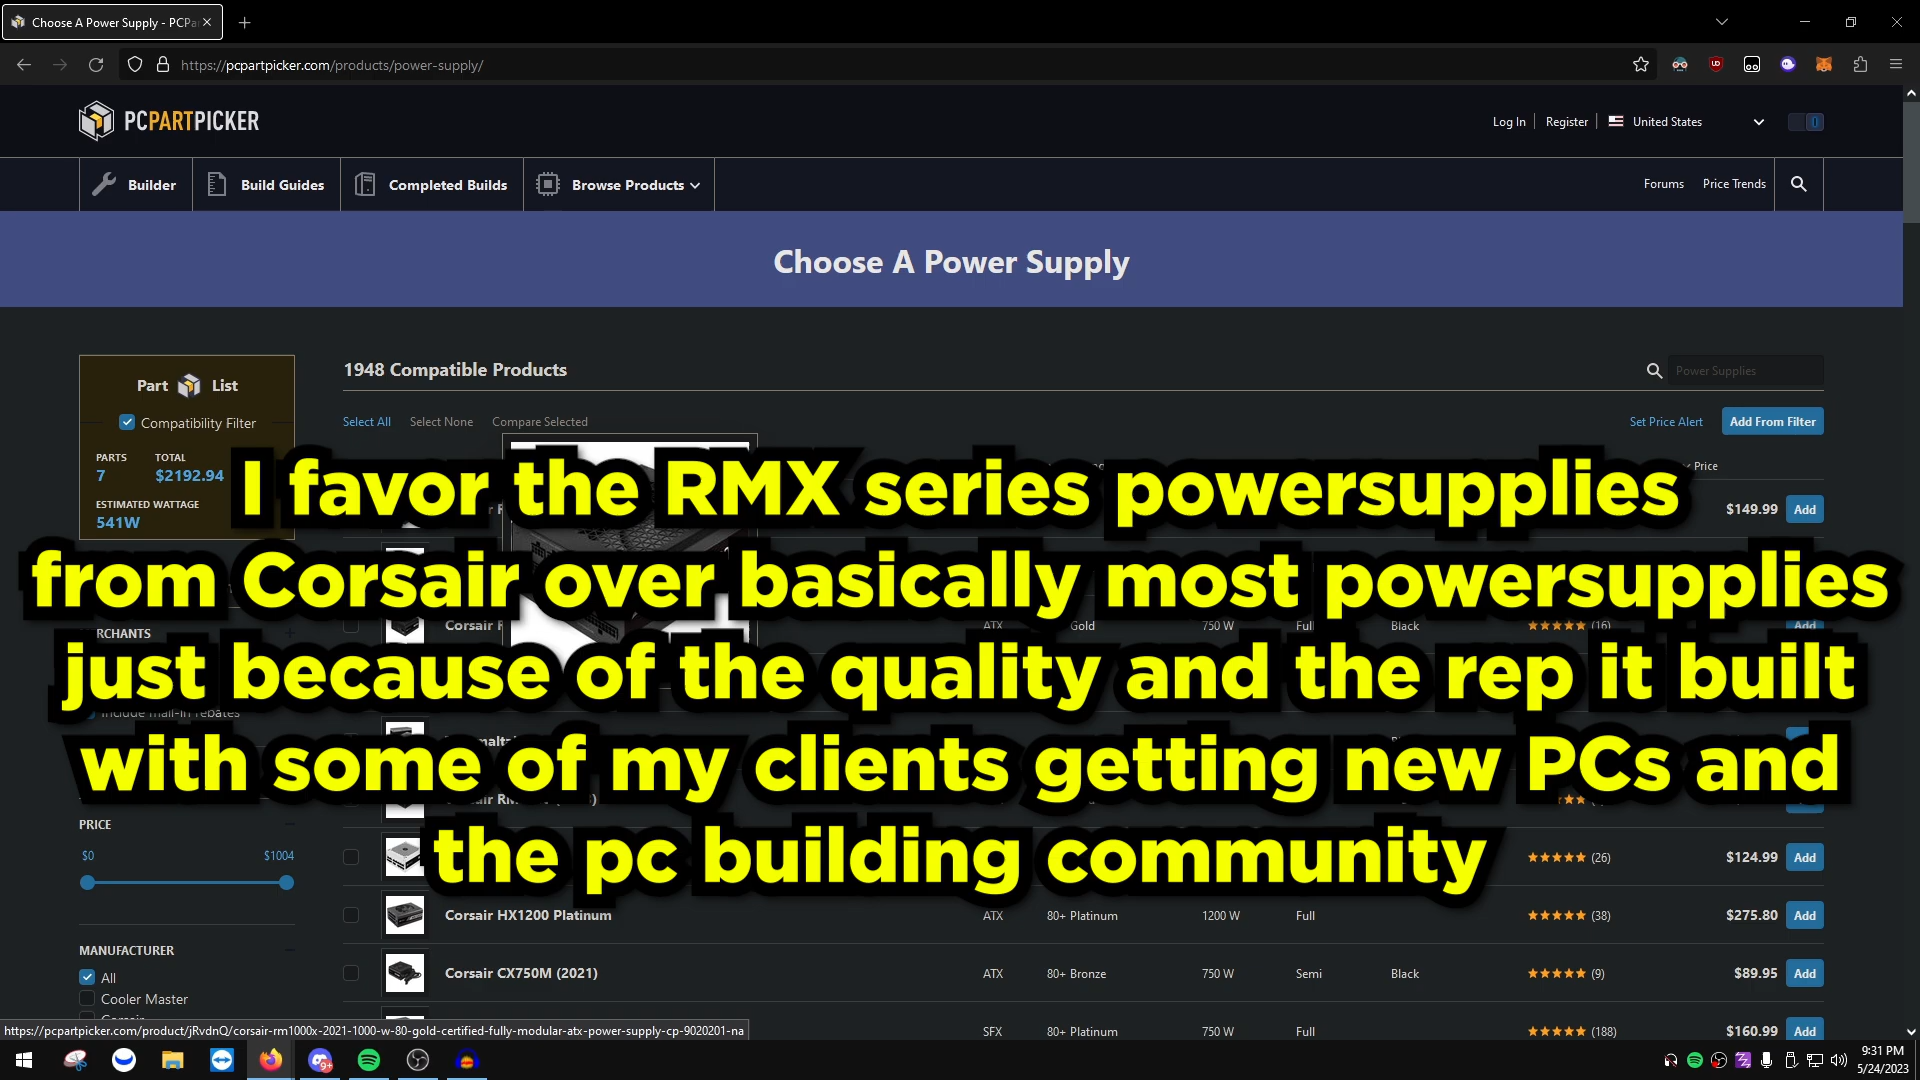 Choose A Power Supply - PCPa
https://pcpartpicker.com/products/power-supply/
PCPARTPICKER
Log In
Register
United States
Builder
Build Guides
Completed Builds
Browse Products
Forums
Price Trends
Choose A Power Supply
Part List
Compatibility Filter
PARTS
TOTAL
7
$2192.94
ESTIMATED WATTAGE
541W
1948 Compatible Products
Power Supplies
Select All
Select None
Compare Selected
Set Price Alert
Add From Filter
Price
$149.99
Add
I favor the RMX series powersupplies
from Corsair over basically most powersupplies
just because of the quality and the rep it built
with some of my clients getting new PCs and
the pc building community
Corsair
ATX
Gold
750 W
Full
Black
(16)
Add
RCHANTS
Include mail-in rebates
PRICE
$0
$1004
(26)
$124.99
Add
Corsair HX1200 Platinum
ATX
80+ Platinum
1200 W
Full
(38)
$275.80
Add
MANUFACTURER
All
Cooler Master
Corsair CX750M (2021)
ATX
80+ Bronze
750 W
Semi
Black
(9)
$89.95
Add
SFX
80+ Platinum
750 W
Full
(188)
$160.99
Add
https://pcpartpicker.com/product/jRvdnQ/corsair-rm1000x-2021-1000-w-80-gold-certified-fully-modular-atx-power-supply-cp-9020201-na
9+
9:31 PM
5/24/2023